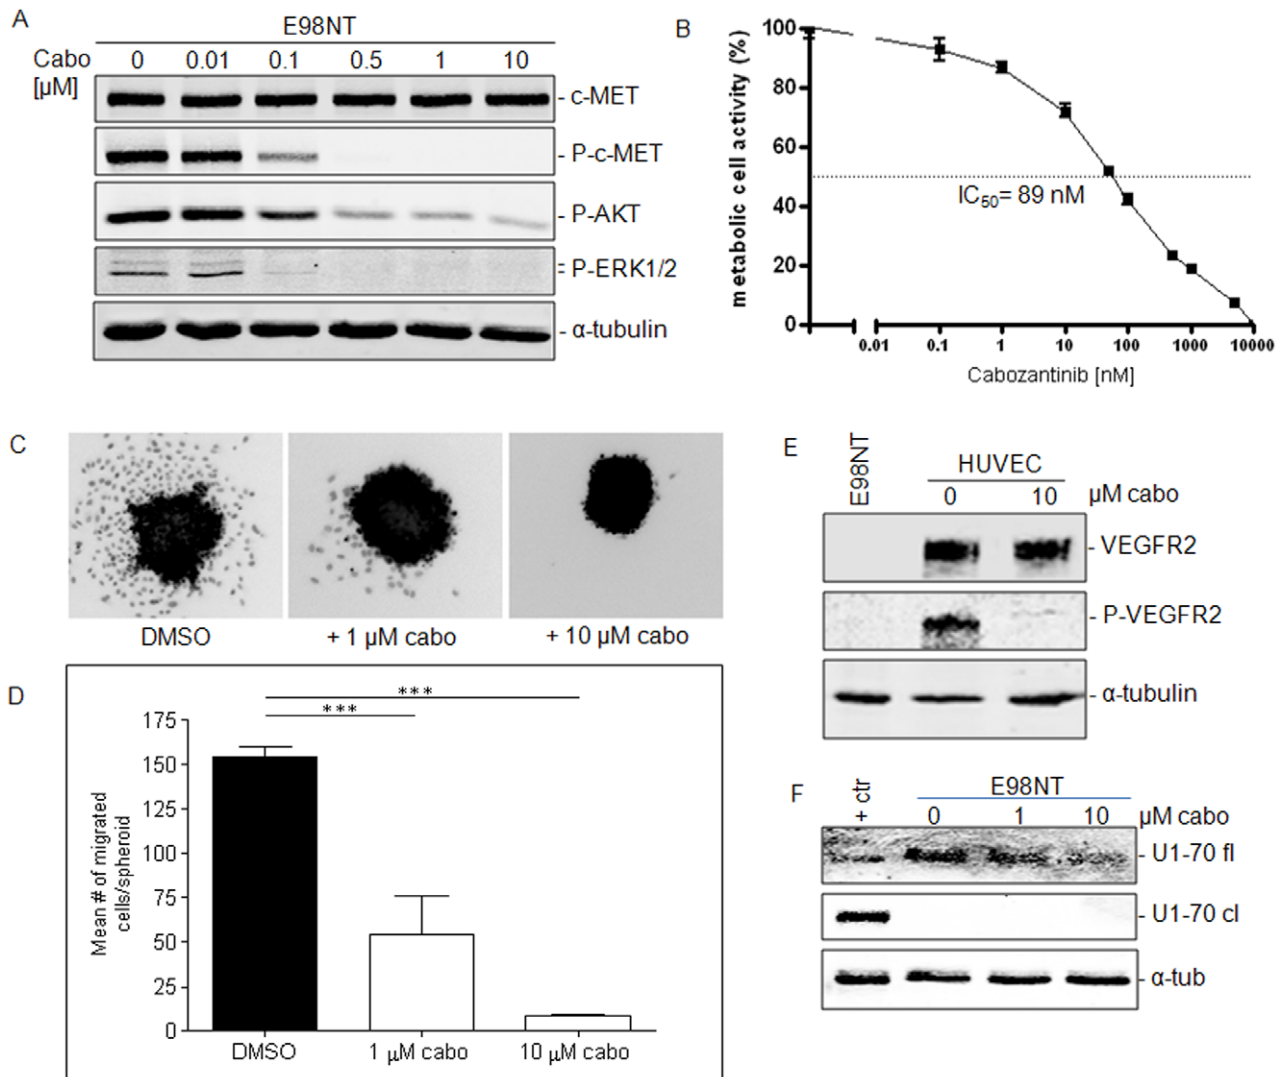 A
E98NT
Cabo [µM] 0 0.01 0.1 0.5 1 10
- c-MET
- P-c-MET
- P-AKT
= P-ERK1/2
- α-tubulin
B
metabolic cell activity (%)
100
80
60
40
20
0
IC50= 89 nM
0.01 0.1 1 10 100 1000 10000
Cabozantinib [nM]
C
DMSO
+ 1 µM cabo
+ 10 µM cabo
D
Mean # of migrated cells/spheroid
175
150
125
100
75
50
25
0
***
***
DMSO
1 µM cabo
10 µM cabo
E
E98NT
HUVEC
0 10 µM cabo
- VEGFR2
- P-VEGFR2
- α-tubulin
F
+ ctr
E98NT
0 1 10 µM cabo
- U1-70 fl
- U1-70 cl
- α-tub